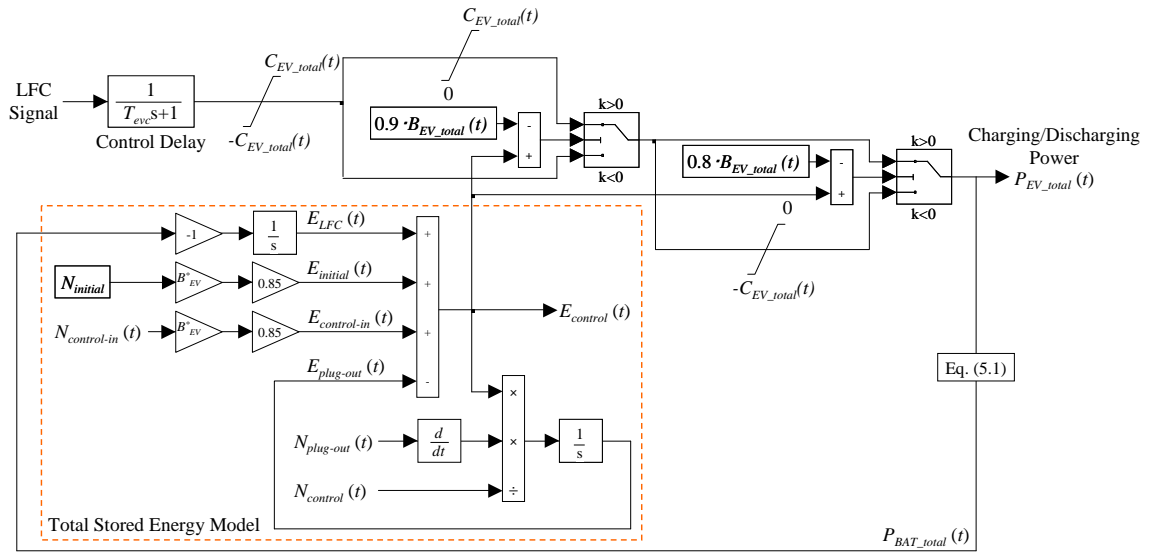 C_EV_total(t)
C_EV_total(t)
LFC
Signal
1
T_evc s+1
Control Delay
-C_EV_total(t)
0
0.9 ·B_EV_total (t)
-
+
k>0
k<0
0.8 ·B_EV_total (t)
-
+
k>0
k<0
Charging/Discharging
Power
P_EV_total (t)
0
-C_EV_total(t)
-1
1
s
E_LFC (t)
+
N_initial
B*_EV
0.85
E_initial (t)
+
N_control-in (t)
B*_EV
0.85
E_control-in (t)
+
E_control (t)
E_plug-out (t)
-
Eq. (5.1)
×
N_plug-out (t)
d
dt
×
1
s
N_control (t)
÷
Total Stored Energy Model
P_BAT_total (t)